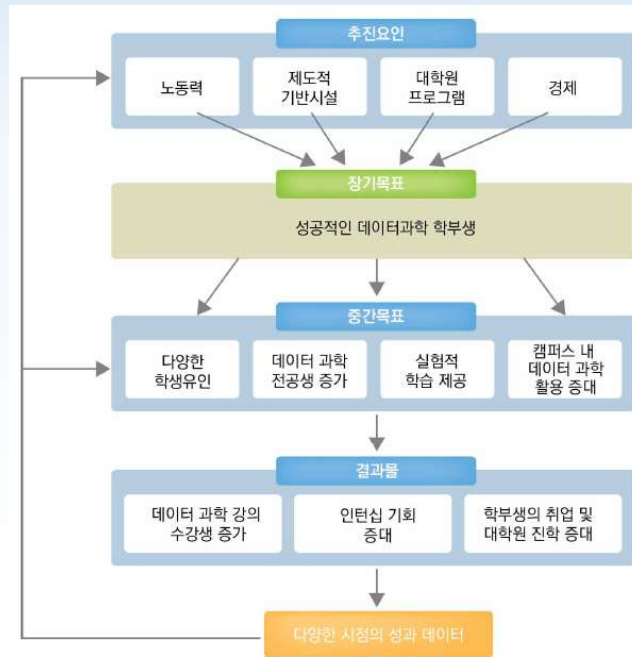 추진요인
노동력
제도적
기반시설
대학원
프로그램
경제
장기목표
성공적인 데이터과학 학부생
중간목표
다양한
학생유인
데이터 과학
전공생 증가
실험적
학습 제공
캠퍼스 내
데이터 과학
활용 증대
결과물
데이터 과학 강의
수강생 증가
인턴십 기회
증대
학부생의 취업 및
대학원 진학 증대
다양한 시점의 성과 데이터